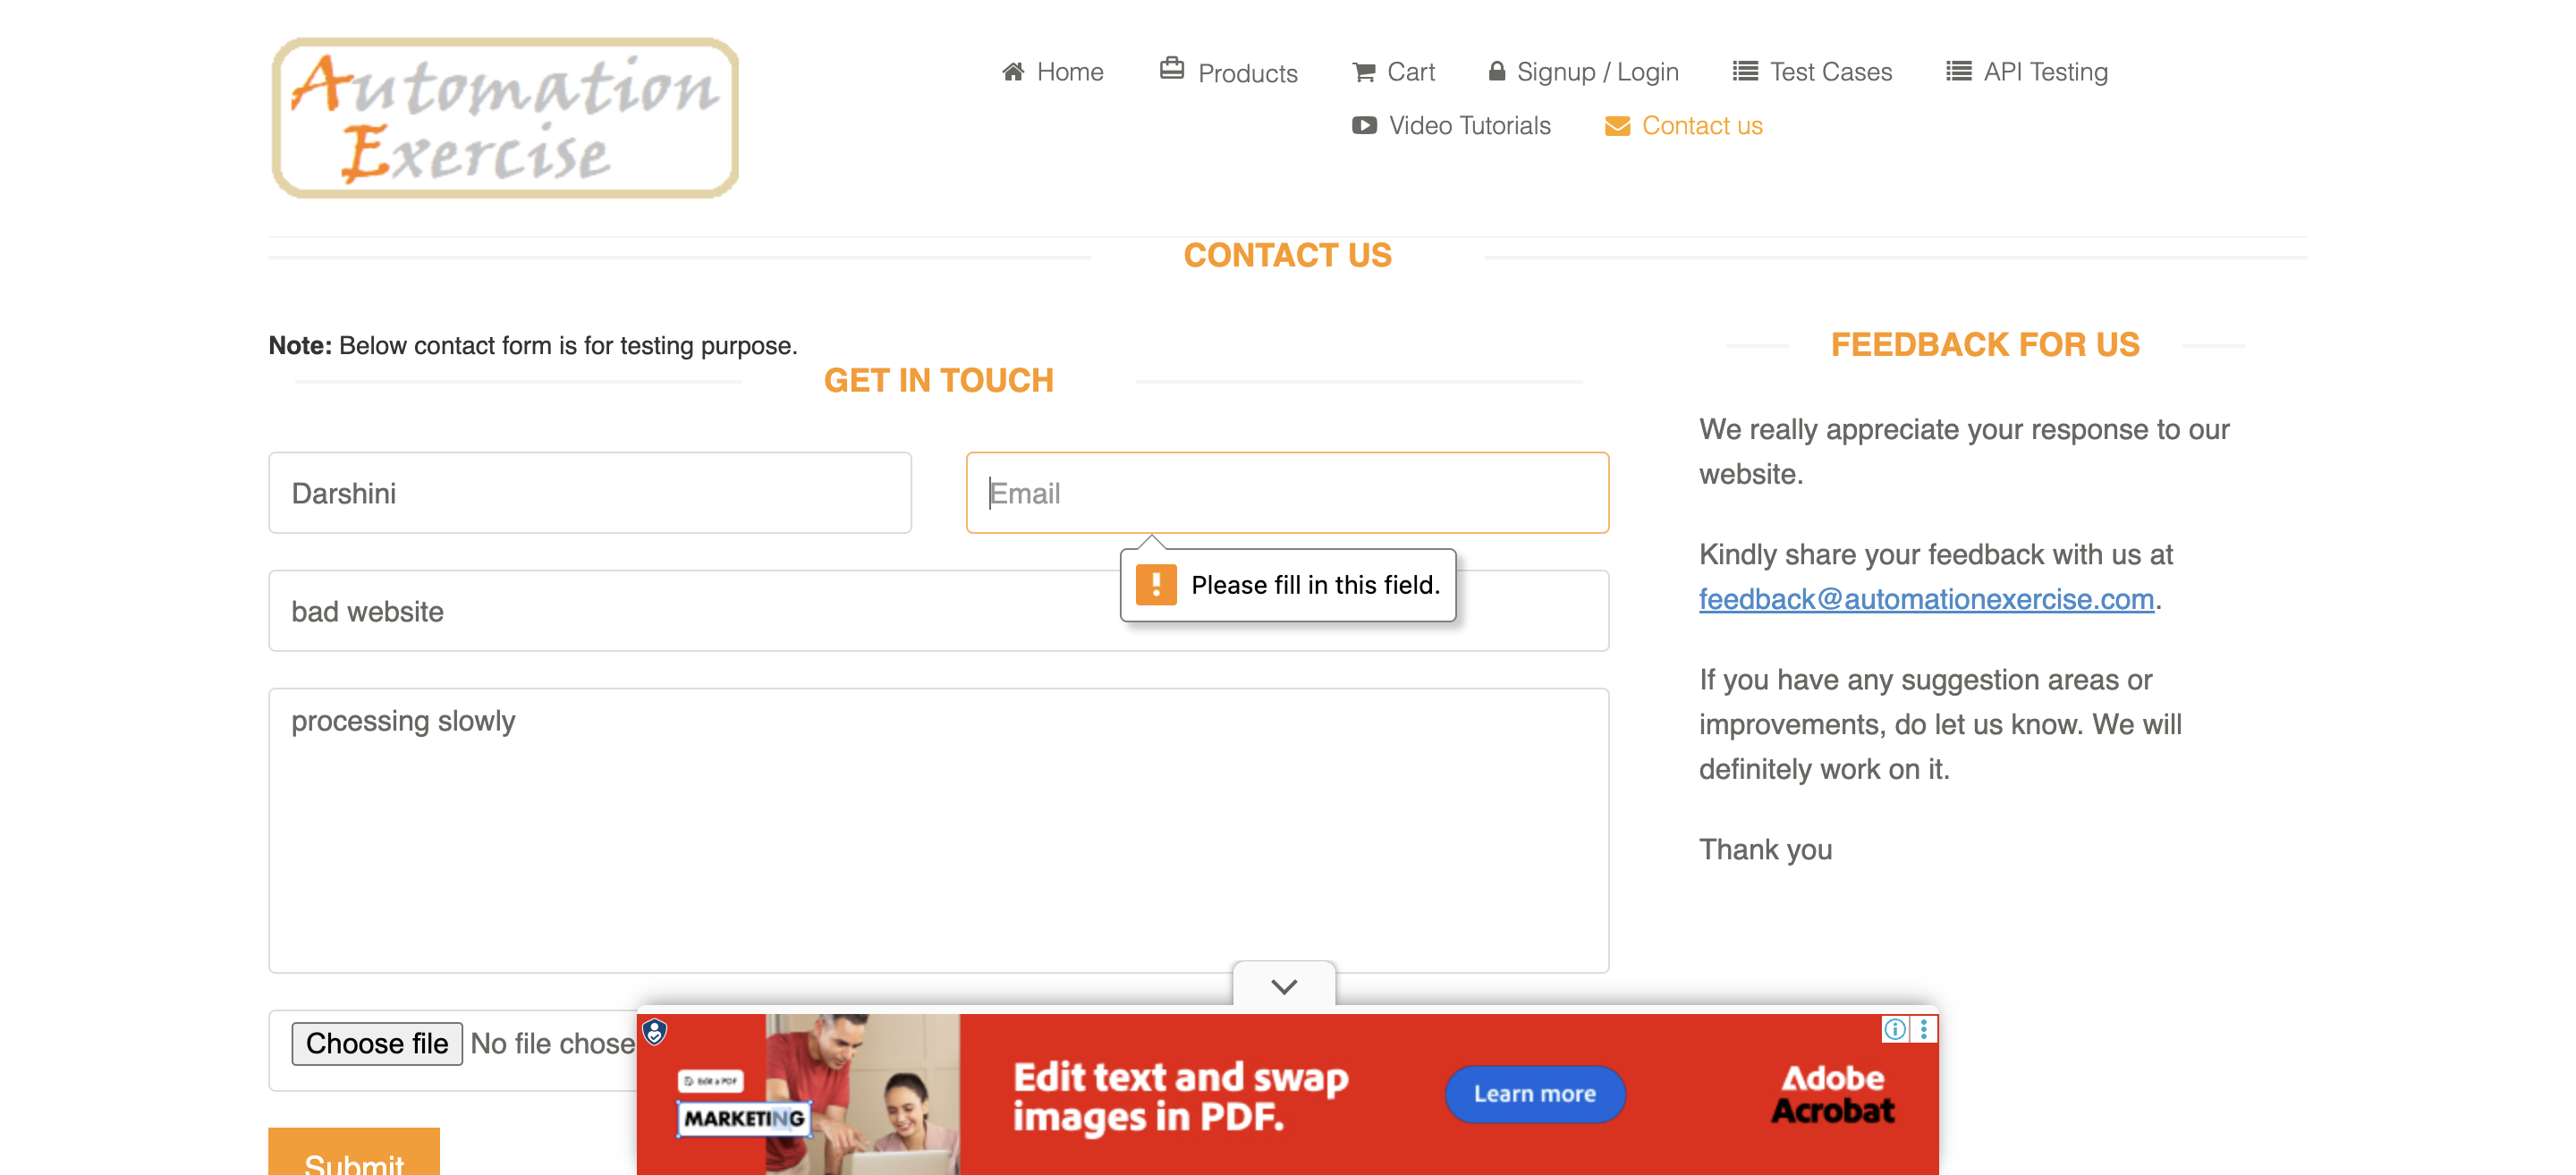 Automation
Exercise
Home
Products
Cart
Signup / Login
Test Cases
API Testing
Video Tutorials
Contact us
CONTACT US
Note: Below contact form is for testing purpose.
GET IN TOUCH
Darshini
Email
Please fill in this field.
bad website
processing slowly
Choose file No file chose
Submit
FEEDBACK FOR US
We really appreciate your response to our
website.
Kindly share your feedback with us at
feedback@automationexercise.com.
If you have any suggestion areas or
improvements, do let us know. We will
definitely work on it.
Thank you
Edit a PDF
MARKETING
Edit text and swap
images in PDF.
Learn more
Adobe
Acrobat